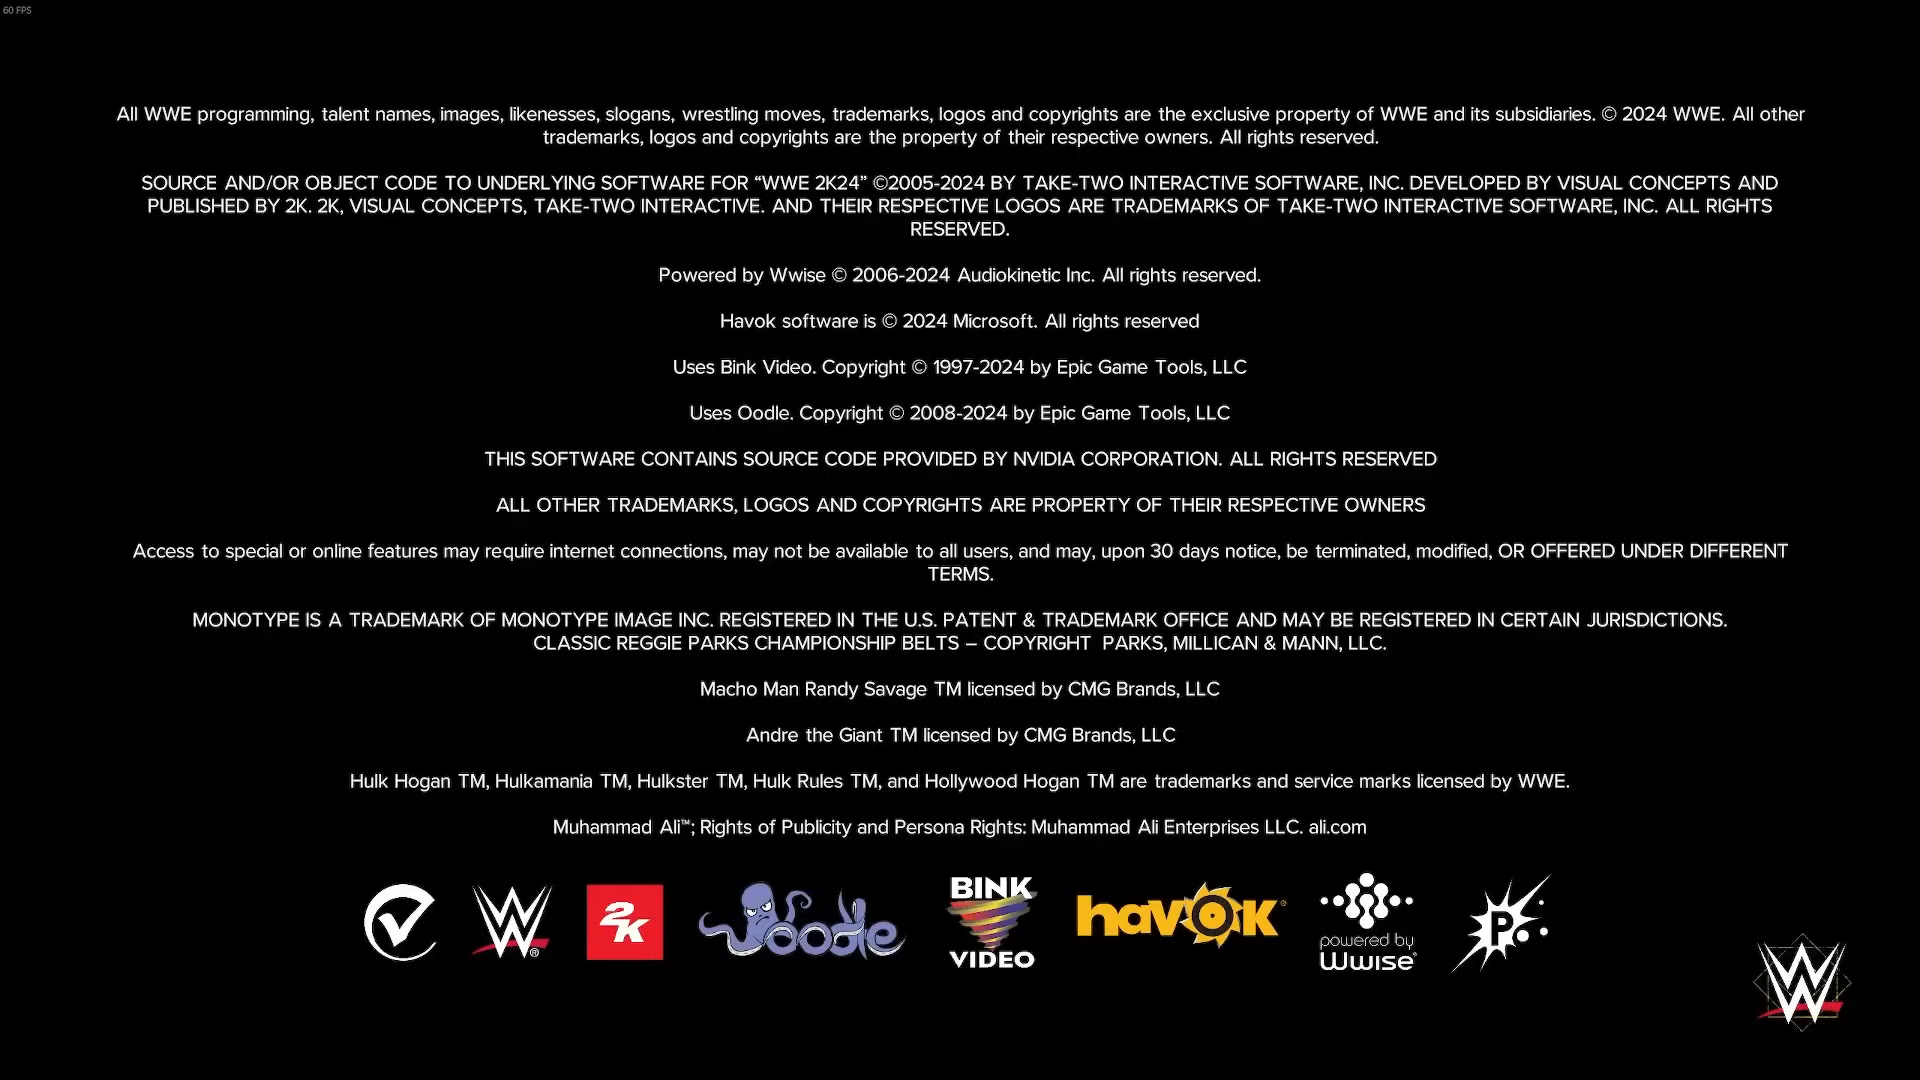 60 FPS
All WWE programming, talent names, images, likenesses, slogans, wrestling moves, trademarks, logos and copyrights are the exclusive property of WWE and its subsidiaries. © 2024 WWE. All other
trademarks, logos and copyrights are the property of their respective owners. All rights reserved.
SOURCE AND/OR OBJECT CODE TO UNDERLYING SOFTWARE FOR “WWE 2K24” ©2005-2024 BY TAKE-TWO INTERACTIVE SOFTWARE, INC. DEVELOPED BY VISUAL CONCEPTS AND
PUBLISHED BY 2K. 2K, VISUAL CONCEPTS, TAKE-TWO INTERACTIVE. AND THEIR RESPECTIVE LOGOS ARE TRADEMARKS OF TAKE-TWO INTERACTIVE SOFTWARE, INC. ALL RIGHTS
RESERVED.
Powered by Wwise © 2006-2024 Audiokinetic Inc. All rights reserved.
Havok software is © 2024 Microsoft. All rights reserved
Uses Bink Video. Copyright © 1997-2024 by Epic Game Tools, LLC
Uses Oodle. Copyright © 2008-2024 by Epic Game Tools, LLC
THIS SOFTWARE CONTAINS SOURCE CODE PROVIDED BY NVIDIA CORPORATION. ALL RIGHTS RESERVED
ALL OTHER TRADEMARKS, LOGOS AND COPYRIGHTS ARE PROPERTY OF THEIR RESPECTIVE OWNERS
Access to special or online features may require internet connections, may not be available to all users, and may, upon 30 days notice, be terminated, modified, OR OFFERED UNDER DIFFERENT
TERMS.
MONOTYPE IS A TRADEMARK OF MONOTYPE IMAGE INC. REGISTERED IN THE U.S. PATENT & TRADEMARK OFFICE AND MAY BE REGISTERED IN CERTAIN JURISDICTIONS.
CLASSIC REGGIE PARKS CHAMPIONSHIP BELTS – COPYRIGHT PARKS, MILLICAN & MANN, LLC.
Macho Man Randy Savage TM licensed by CMG Brands, LLC
Andre the Giant TM licensed by CMG Brands, LLC
Hulk Hogan TM, Hulkamania TM, Hulkster TM, Hulk Rules TM, and Hollywood Hogan TM are trademarks and service marks licensed by WWE.
Muhammad Ali™; Rights of Publicity and Persona Rights: Muhammad Ali Enterprises LLC. ali.com
W ® 2K oodle BINK VIDEO havok ® powered by Wwise ® P
W